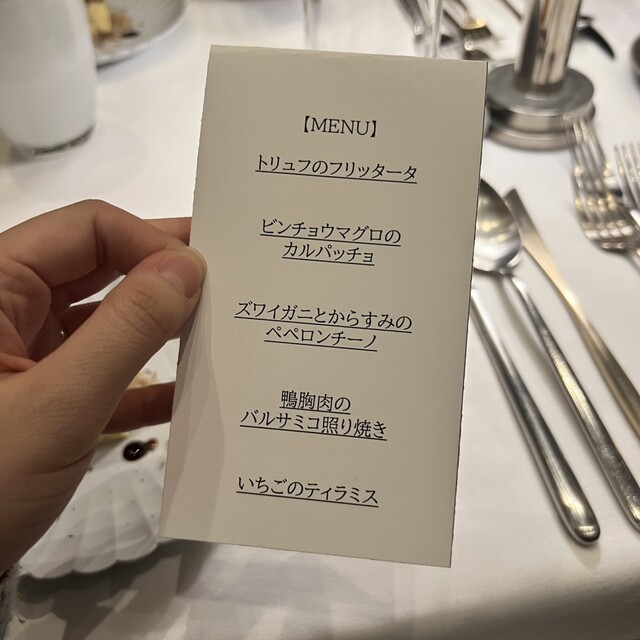 【MENU】
トリュフのフリッタータ
ビンチョウマグロの
カルパッチョ
ズワイガニとからすみの
ペペロンチーノ
鴨胸肉の
バルサミコ照り焼き
いちごのティラミス